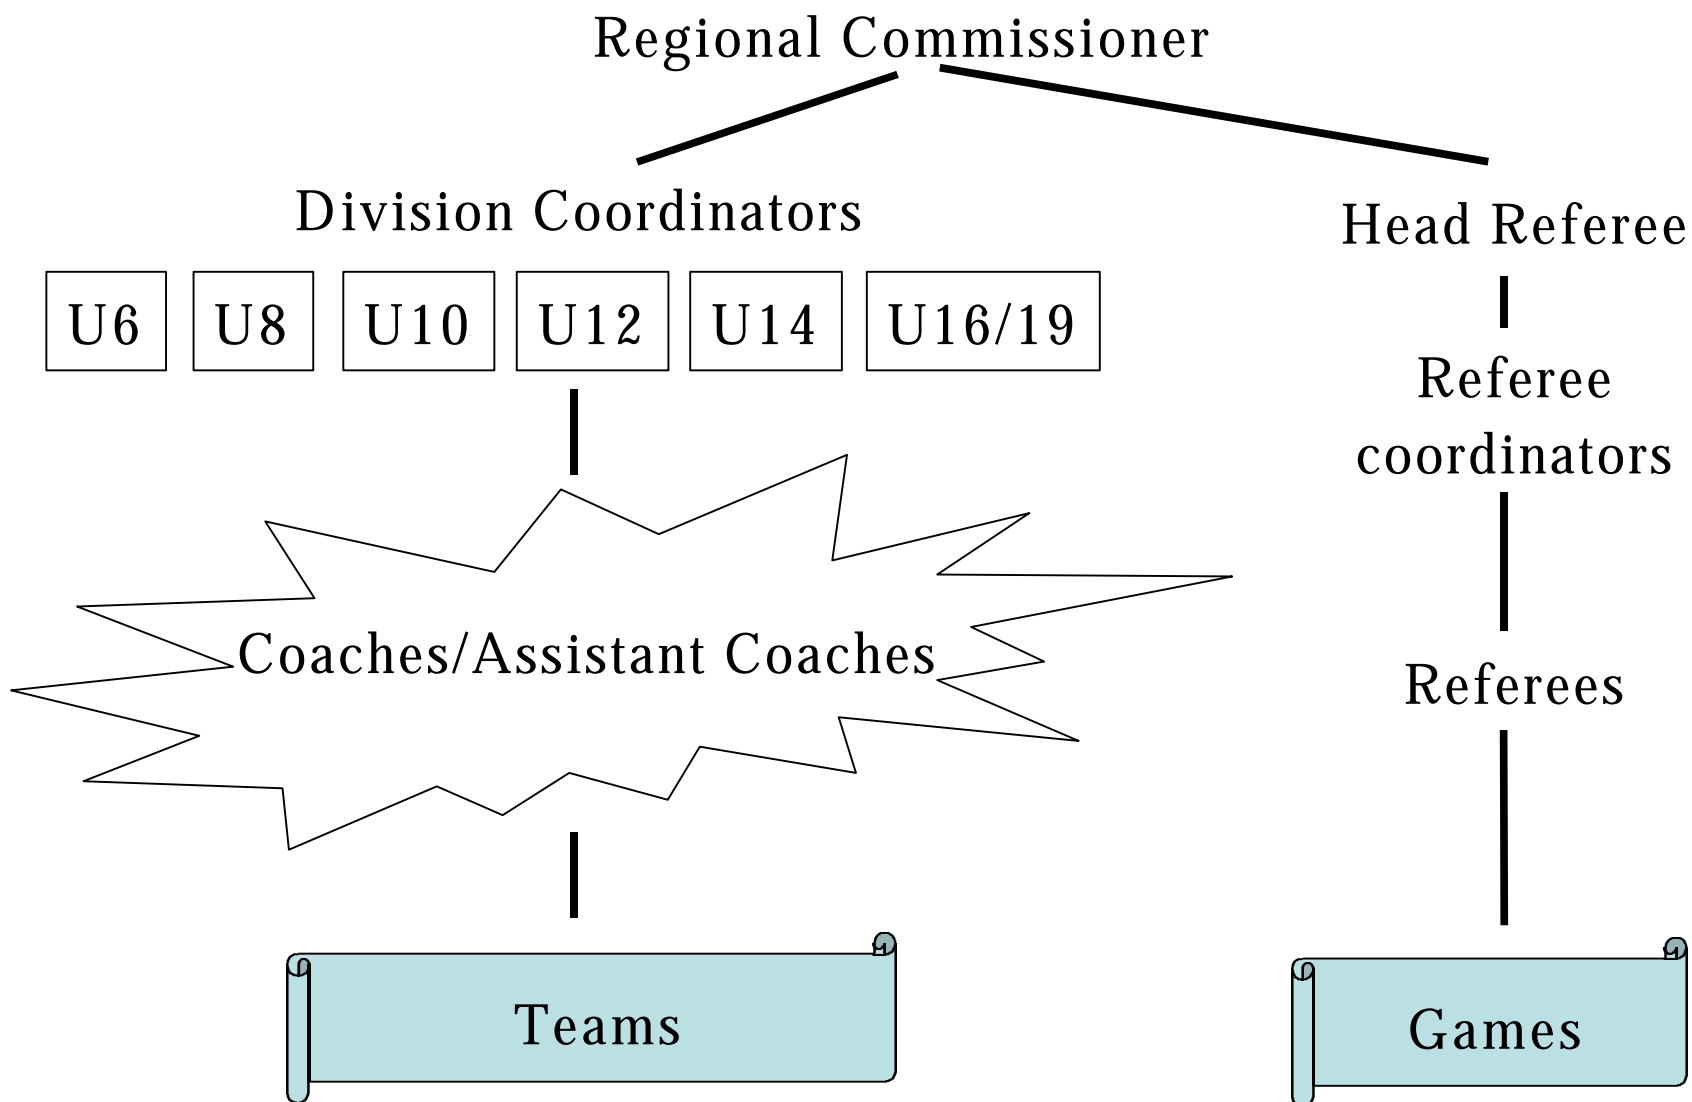 Regional Commissioner
Division Coordinators
Head Referee
U6 U8 U10 U12 U14 U16/19
Referee
coordinators
Coaches/Assistant Coaches
Referees
Teams
Games